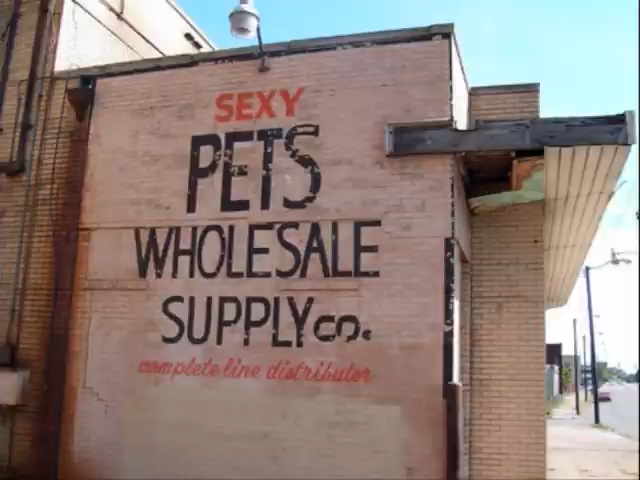 SEXY
PETS
WHOLESALE
SUPPLY co.
complete line distributor